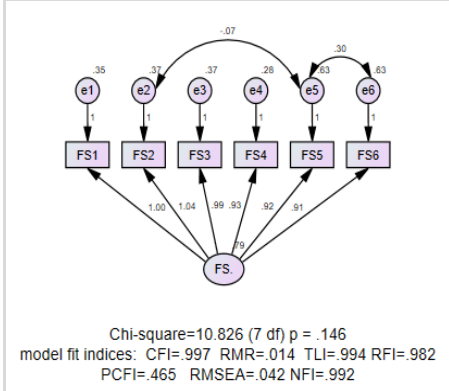 -.07
.30
.35 .37 .37 .28 .63 .63
e1 e2 e3 e4 e5 e6
1 1 1 1 1 1
FS1 FS2 FS3 FS4 FS5 FS6
1.00 1.04 .99 .93 .92 .91
.79
FS.
Chi-square=10.826 (7 df) p = .146
model fit indices: CFI=.997 RMR=.014 TLI=.994 RFI=.982
PCFI=.465 RMSEA=.042 NFI=.992